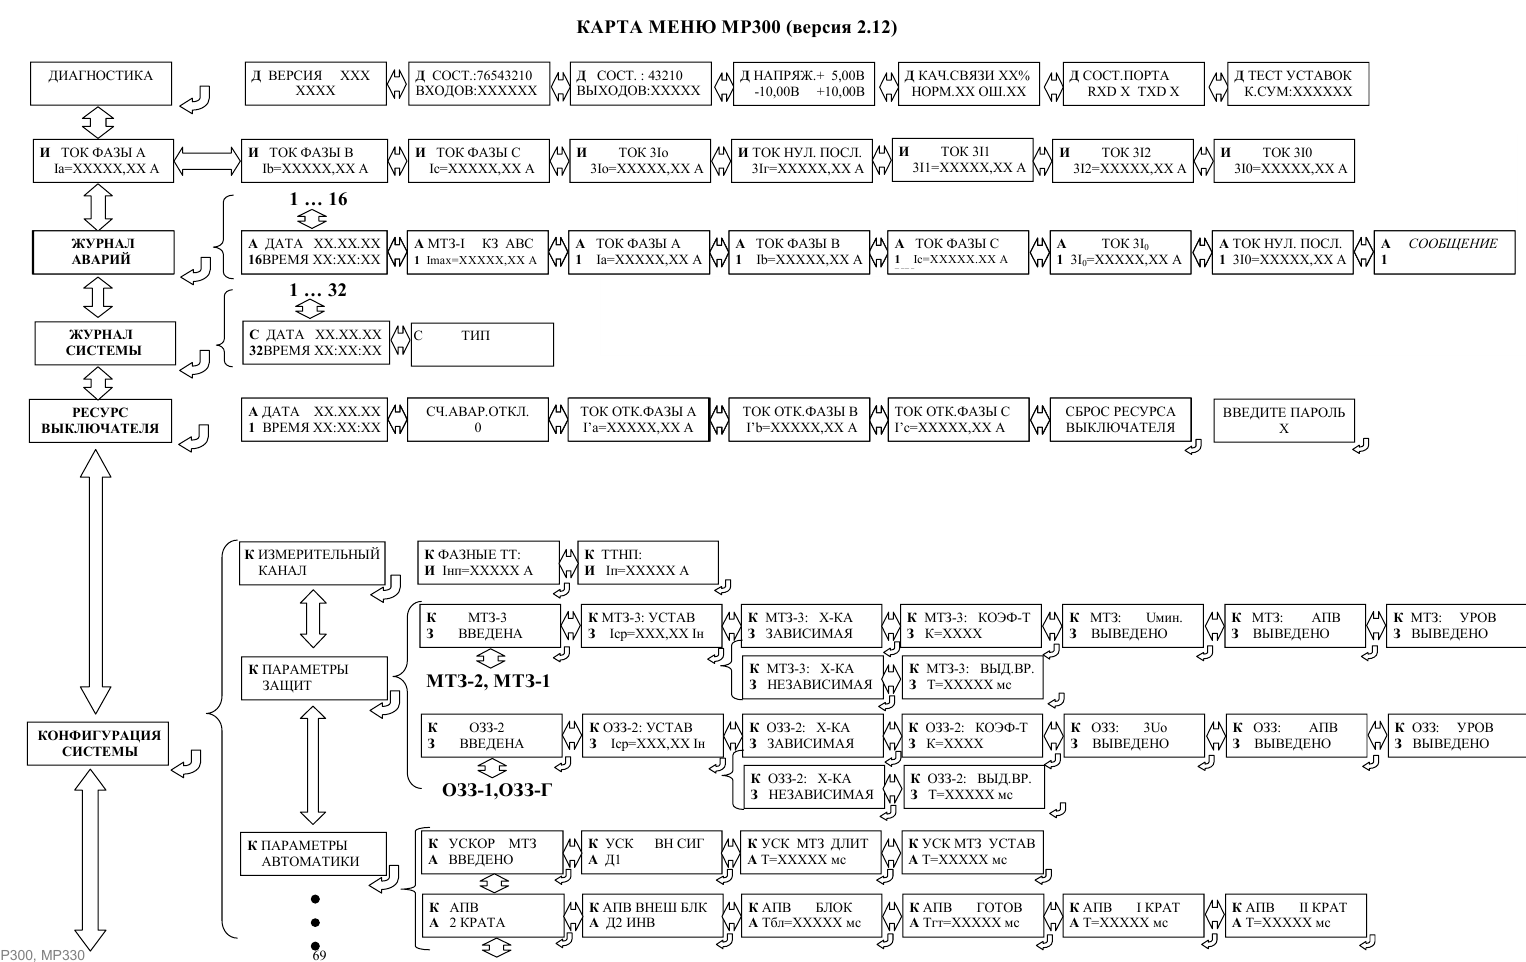 КАРТА МЕНЮ МР300 (версия 2.12)
ДИАГНОСТИКА
Д ВЕРСИЯ XXX
XXXX
Д СОСТ.:76543210
ВХОДОВ:XXXXXX
Д СОСТ. : 43210
ВЫХОДОВ:XXXXX
Д НАПРЯЖ.+ 5,00В
-10,00В +10,00В
Д КАЧ.СВЯЗИ XX%
НОРМ.XX ОШ.XX
Д СОСТ.ПОРТА
RXD X TXD X
Д ТЕСТ УСТАВОК
К.СУМ:XXXXXX
И ТОК ФАЗЫ А
Ia=XXXXX,XX А
И ТОК ФАЗЫ В
Ib=XXXXX,XX А
И ТОК ФАЗЫ С
Ic=XXXXX,XX А
И ТОК 3Io
3Io=XXXXX,XX А
И ТОК НУЛ. ПОСЛ.
3Iг=XXXXX,XX А
И ТОК 3I1
3I1=XXXXX,XX А
И ТОК 3I2
3I2=XXXXX,XX А
И ТОК 3I0
3I0=XXXXX,XX А
1 … 16
ЖУРНАЛ
АВАРИЙ
А ДАТА XX.XX.XX
16ВРЕМЯ XX:XX:XX
А МТЗ-I КЗ АВС
1 Imax=XXXXX,XX А
А ТОК ФАЗЫ А
1 Ia=XXXXX,XX А
А ТОК ФАЗЫ В
1 Ib=XXXXX,XX А
А ТОК ФАЗЫ С
1 Ic=XXXXX.XX А
А ТОК 3I₀
1 3I₀=XXXXX,XX А
А ТОК НУЛ. ПОСЛ.
1 3I0=XXXXX,XX А
А СООБЩЕНИЕ
1
1 … 32
ЖУРНАЛ
СИСТЕМЫ
С ДАТА XX.XX.XX
32ВРЕМЯ XX:XX:XX
С ТИП
РЕСУРС
ВЫКЛЮЧАТЕЛЯ
А ДАТА XX.XX.XX
1 ВРЕМЯ XX:XX:XX
СЧ.АВАР.ОТКЛ.
0
ТОК ОТК.ФАЗЫ А
I’a=XXXXX,XX А
ТОК ОТК.ФАЗЫ В
I’b=XXXXX,XX А
ТОК ОТК.ФАЗЫ С
I’c=XXXXX,XX А
СБРОС РЕСУРСА
ВЫКЛЮЧАТЕЛЯ
ВВЕДИТЕ ПАРОЛЬ
X
К ИЗМЕРИТЕЛЬНЫЙ
КАНАЛ
К ФАЗНЫЕ ТТ:
И Iнп=XXXXX А
К ТТНП:
И Iп=XXXXX А
К ПАРАМЕТРЫ
ЗАЩИТ
К МТЗ-3
З ВВЕДЕНА
К МТЗ-3: УСТАВ
З Iср=XXX,XX Iн
К МТЗ-3: Х-КА
З ЗАВИСИМАЯ
К МТЗ-3: КОЭФ-Т
З К=XXXX
К МТЗ: Uмин.
З ВЫВЕДЕНО
К МТЗ: АПВ
З ВЫВЕДЕНО
К МТЗ: УРОВ
З ВЫВЕДЕНО
К МТЗ-3: Х-КА
З НЕЗАВИСИМАЯ
К МТЗ-3: ВЫД.ВР.
З Т=XXXXX мс
МТЗ-2, МТЗ-1
КОНФИГУРАЦИЯ
СИСТЕМЫ
К ОЗЗ-2
З ВВЕДЕНА
К ОЗЗ-2: УСТАВ
З Iср=XXX,XX Iн
К ОЗЗ-2: Х-КА
З ЗАВИСИМАЯ
К ОЗЗ-2: КОЭФ-Т
З К=XXXX
К ОЗЗ: 3Uо
З ВЫВЕДЕНО
К ОЗЗ: АПВ
З ВЫВЕДЕНО
К ОЗЗ: УРОВ
З ВЫВЕДЕНО
К ОЗЗ-2: Х-КА
З НЕЗАВИСИМАЯ
К ОЗЗ-2: ВЫД.ВР.
З Т=XXXXX мс
ОЗЗ-1,ОЗЗ-Г
К ПАРАМЕТРЫ
АВТОМАТИКИ
К УСКОР МТЗ
А ВВЕДЕНО
К УСК ВН СИГ
А Д1
К УСК МТЗ ДЛИТ
А Т=XXXXX мс
К УСК МТЗ УСТАВ
А Т=XXXXX мс
К АПВ
А 2 КРАТА
К АПВ ВНЕШ БЛК
А Д2 ИНВ
К АПВ БЛОК
А Тбл=XXXXX мс
К АПВ ГОТОВ
А Тгт=XXXXX мс
К АПВ I КРАТ
А Т=XXXXX мс
К АПВ II КРАТ
А Т=XXXXX мс
Р300, МР330
69